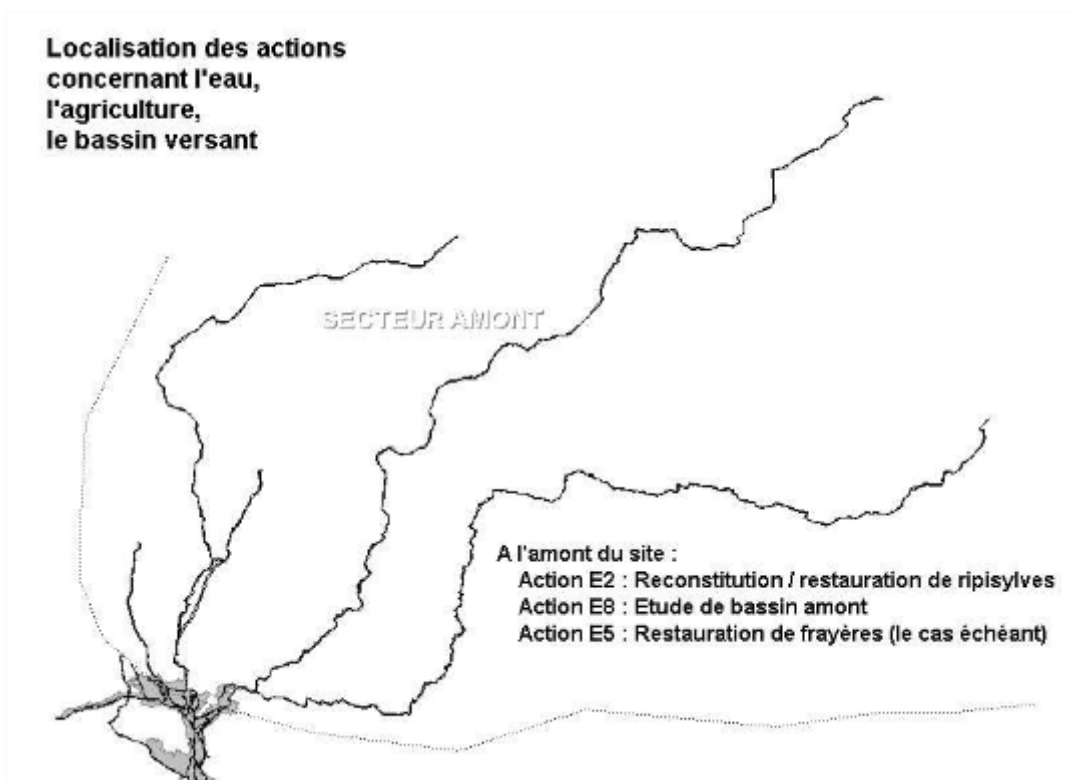 Localisation des actions
concernant l'eau,
l'agriculture,
le bassin versant
SECTEUR AMONT
A l'amont du site :
Action E2 : Reconstitution / restauration de ripisylves
Action E8 : Etude de bassin amont
Action E5 : Restauration de frayères (le cas échéant)